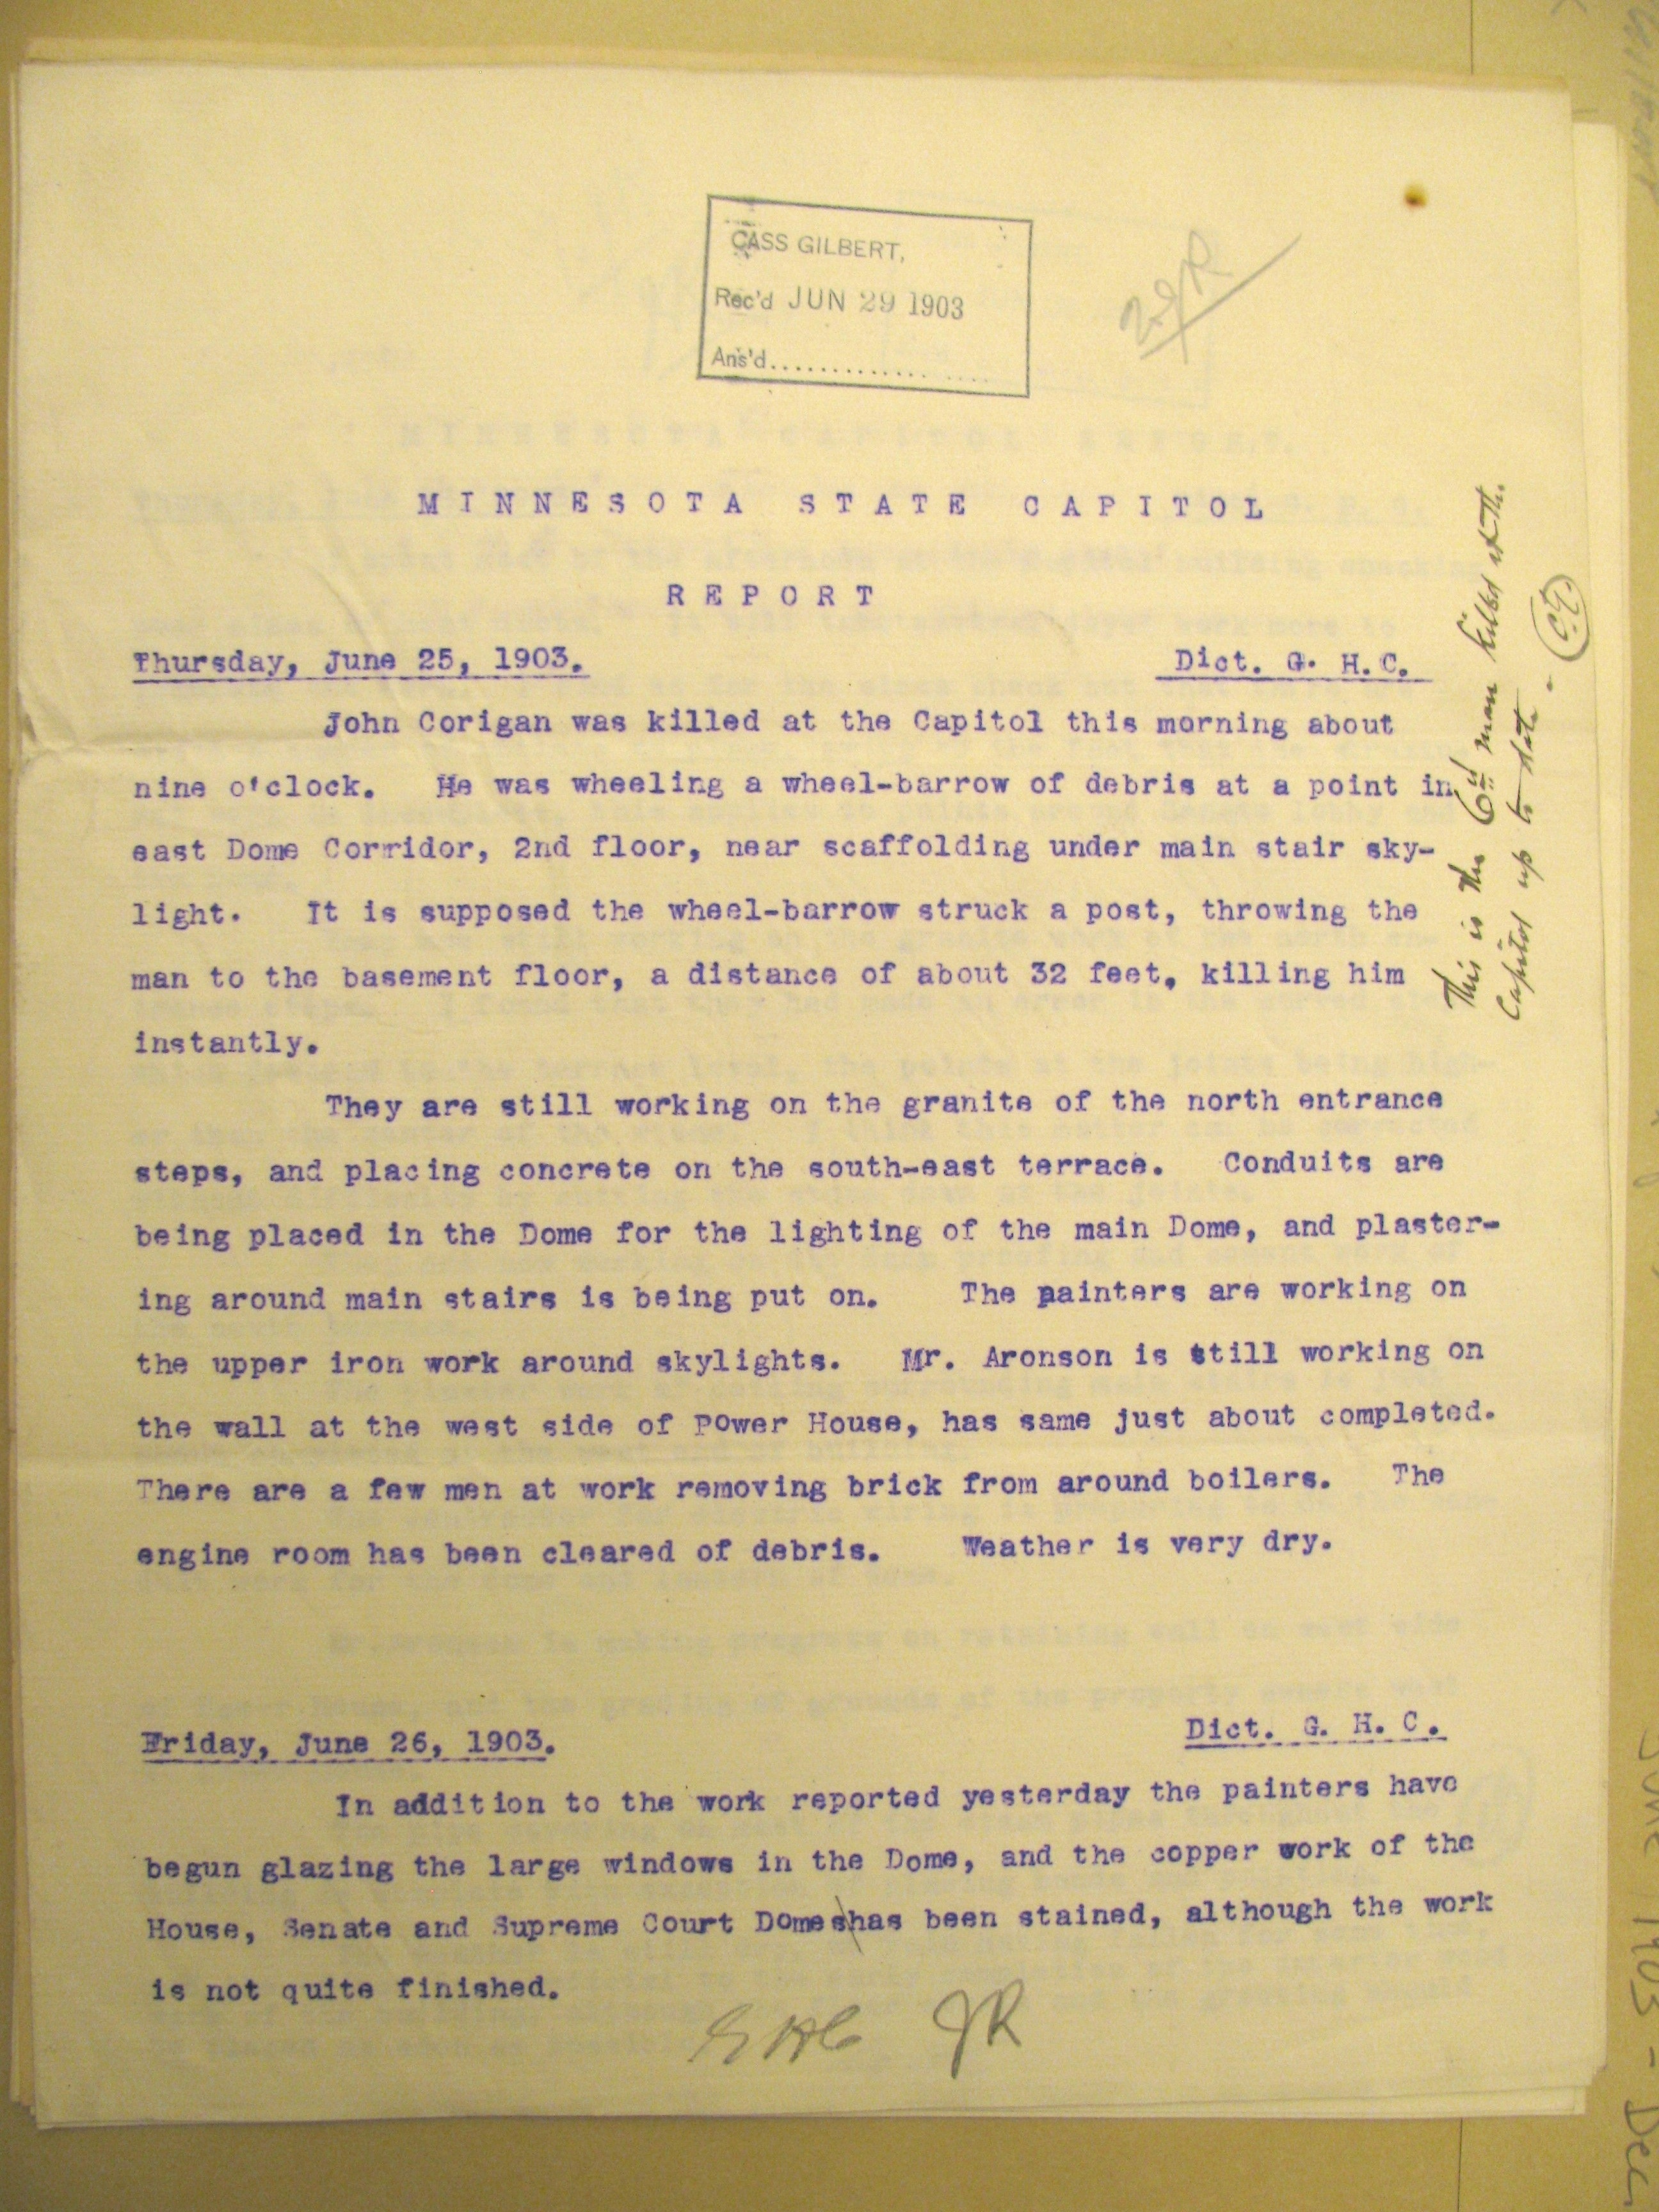 CASS GILBERT,
Rec'd JUN 29 1903
Ans'd.................
MINNESOTA STATE CAPITOL
REPORT
Thursday, June 25, 1903. Dict. G. H. C.
John Corigan was killed at the Capitol this morning about
nine o'clock. He was wheeling a wheel-barrow of debris at a point in
east Dome Corridor, 2nd floor, near scaffolding under main stair sky-
light. It is supposed the wheel-barrow struck a post, throwing the
man to the basement floor, a distance of about 32 feet, killing him
instantly.
They are still working on the granite of the north entrance
steps, and placing concrete on the south-east terrace. Conduits are
being placed in the Dome for the lighting of the main Dome, and plaster-
ing around main stairs is being put on. The painters are working on
the upper iron work around skylights. Mr. Aronson is still working on
the wall at the west side of Power House, has same just about completed.
There are a few men at work removing brick from around boilers. The
engine room has been cleared of debris. Weather is very dry.
This is the 6th man killed at the
Capitol up to date. -
C.G.
Friday, June 26, 1903. Dict. G. H. C.
In addition to the work reported yesterday the painters have
begun glazing the large windows in the Dome, and the copper work of the
House, Senate and Supreme Court Domes has been stained, although the work
is not quite finished.
GHC JR
June 1903 - Dec